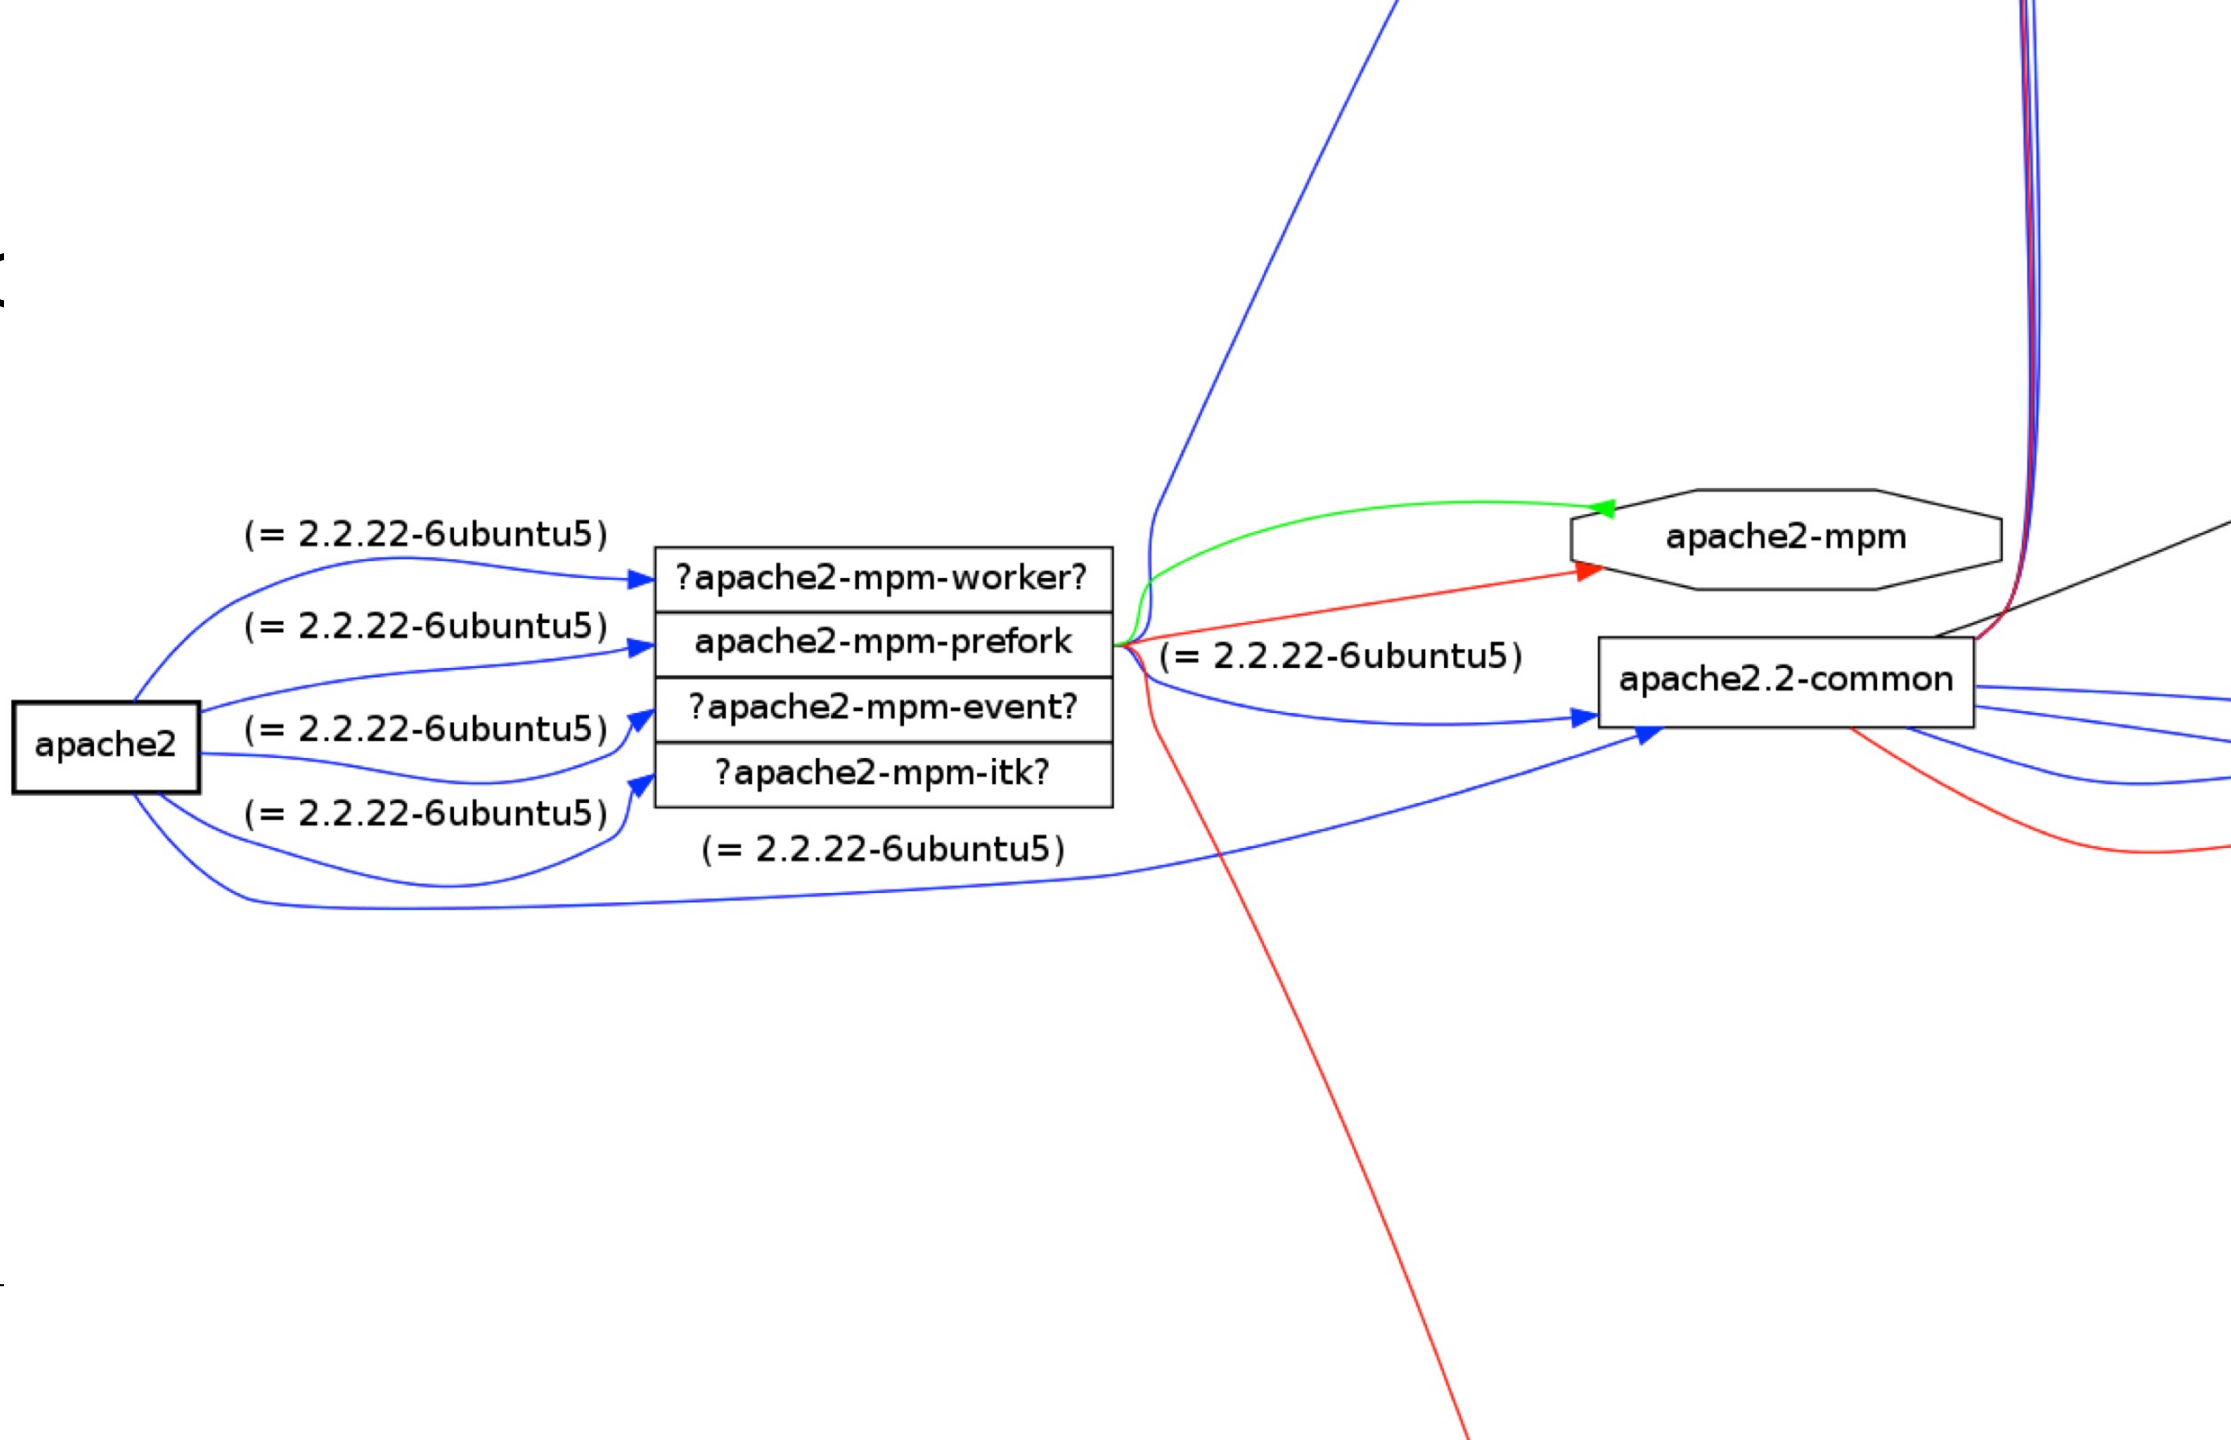 (= 2.2.22-6ubuntu5)
(= 2.2.22-6ubuntu5)
(= 2.2.22-6ubuntu5)
(= 2.2.22-6ubuntu5)
apache2
?apache2-mpm-worker?
apache2-mpm-prefork
?apache2-mpm-event?
?apache2-mpm-itk?
(= 2.2.22-6ubuntu5)
(= 2.2.22-6ubuntu5)
apache2-mpm
apache2.2-common